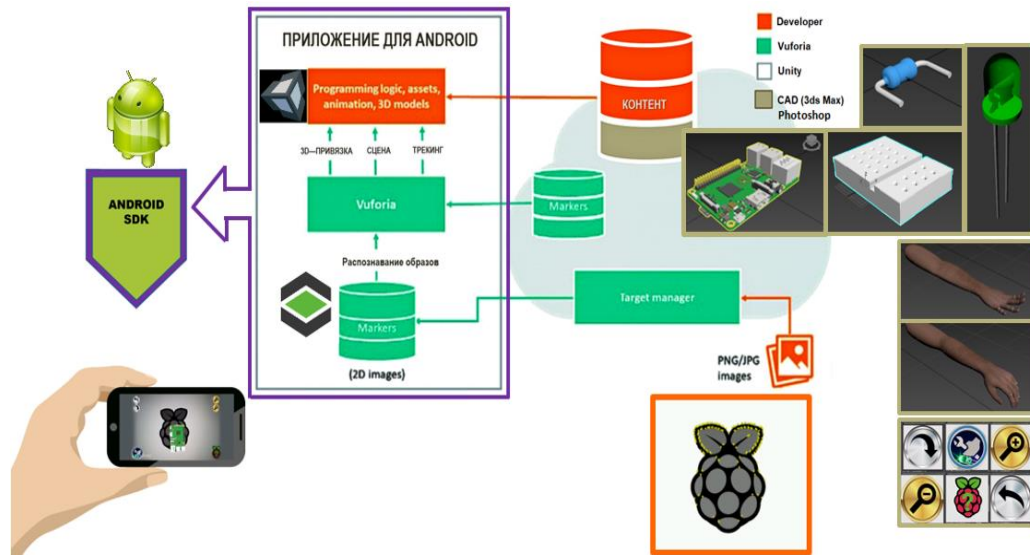 ПРИЛОЖЕНИЕ ДЛЯ ANDROID
Programming logic, assets,
animation, 3D models
3D—ПРИВЯЗКА
СЦЕНА
ТРЕКИНГ
Vuforia
Распознавание образов
Markers
(2D images)
ANDROID
SDK
КОНТЕНТ
Markers
Target manager
PNG/JPG
images
Developer
Vuforia
Unity
CAD (3ds Max)
Photoshop